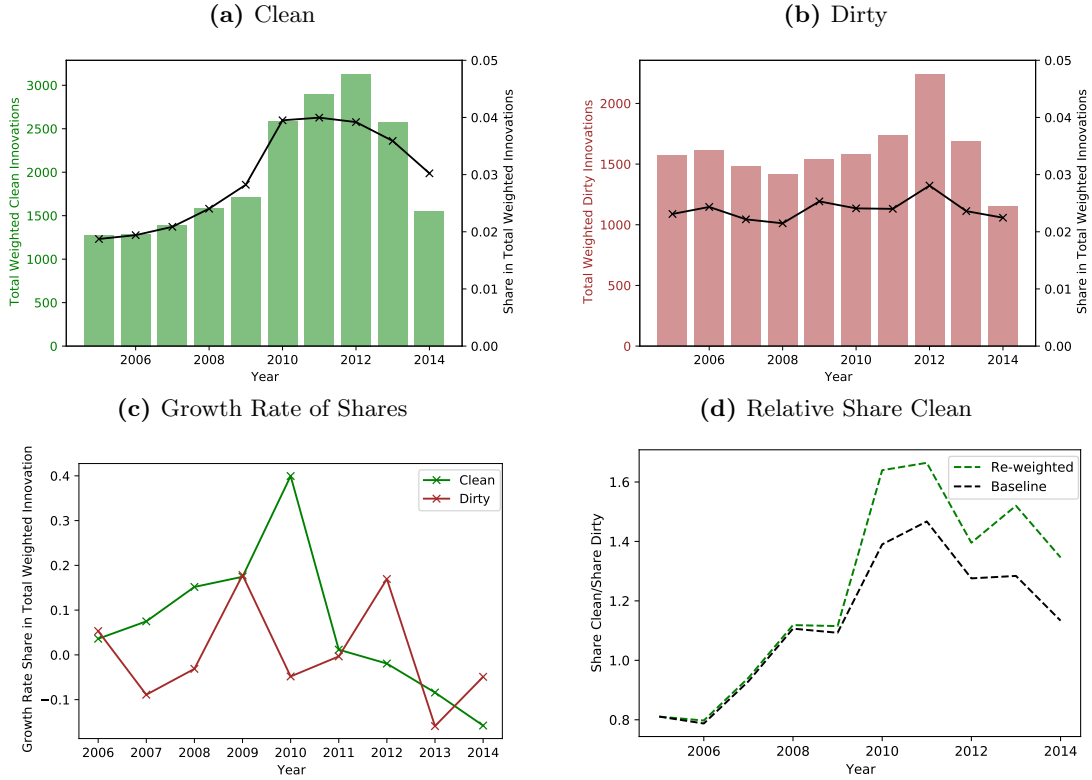 (a) Clean
Total Weighted Clean Innovations
3000
2500
2000
1500
1000
500
0
0.05
0.04
0.03
0.02
0.01
0.00
Share in Total Weighted Innovations
2006 2008 2010 2012 2014
Year
(b) Dirty
Total Weighted Dirty Innovations
2000
1500
1000
500
0
0.05
0.04
0.03
0.02
0.01
0.00
Share in Total Weighted Innovations
2006 2008 2010 2012 2014
Year
(c) Growth Rate of Shares
Growth Rate Share in Total Weighted Innovation
0.4
0.3
0.2
0.1
0.0
−0.1
Clean
Dirty
2006 2007 2008 2009 2010 2011 2012 2013 2014
Year
(d) Relative Share Clean
Share Clean/Share Dirty
1.6
1.4
1.2
1.0
0.8
Re-weighted
Baseline
2006 2008 2010 2012 2014
Year